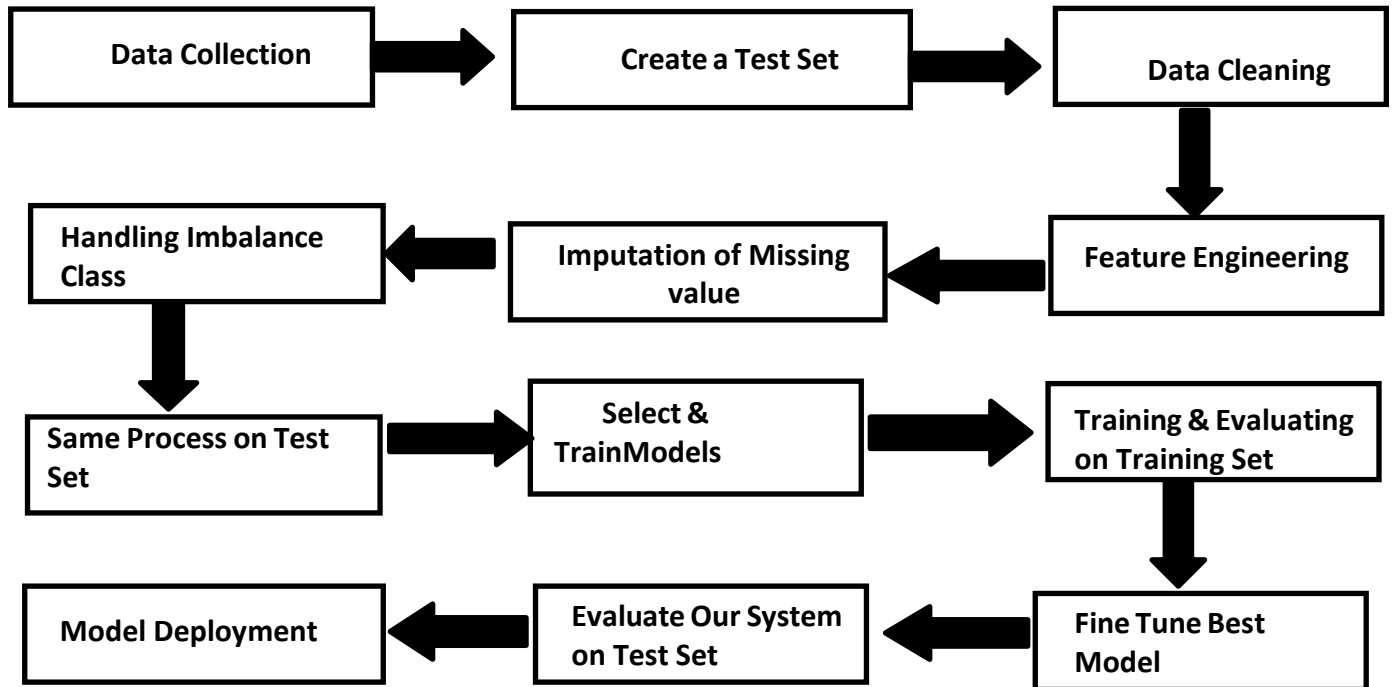 Data Collection
Create a Test Set
Data Cleaning
Feature Engineering
Imputation of Missing
value
Handling Imbalance
Class
Same Process on Test
Set
Select &
TrainModels
Training & Evaluating
on Training Set
Fine Tune Best
Model
Evaluate Our System
on Test Set
Model Deployment